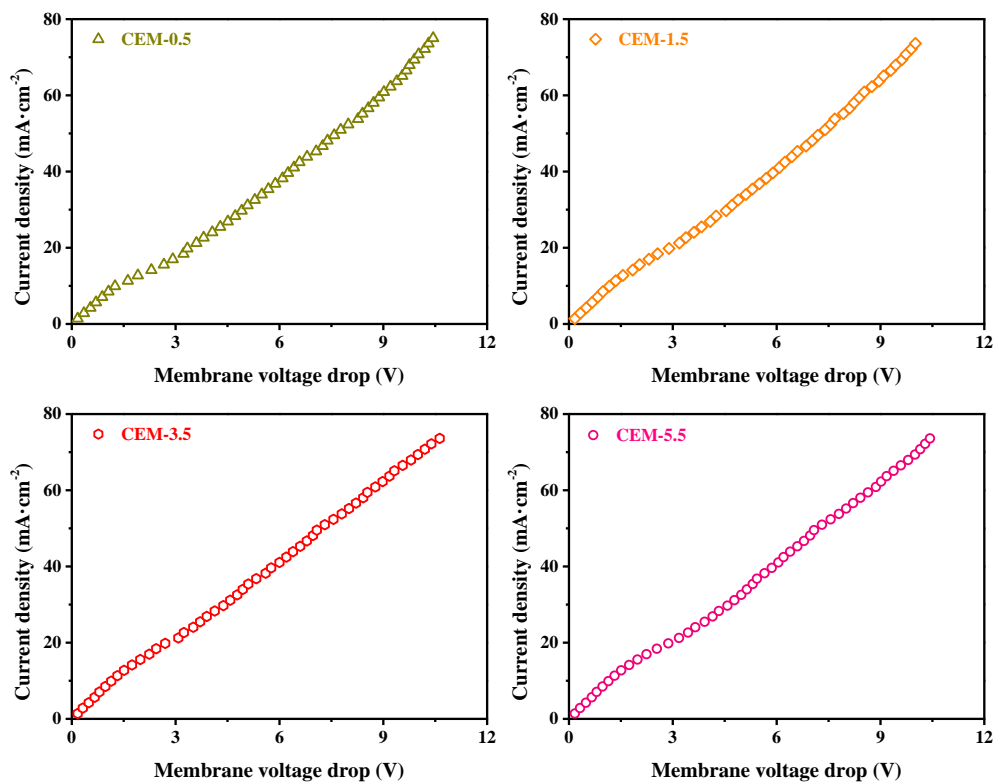 CEM-0.5
80
60
40
20
0
Current density (mA·cm-2)
0 3 6 9 12
Membrane voltage drop (V)
CEM-1.5
80
60
40
20
0
Current density (mA·cm-2)
0 3 6 9 12
Membrane voltage drop (V)
CEM-3.5
80
60
40
20
0
Current density (mA·cm-2)
0 3 6 9 12
Membrane voltage drop (V)
CEM-5.5
80
60
40
20
0
Current density (mA·cm-2)
0 3 6 9 12
Membrane voltage drop (V)